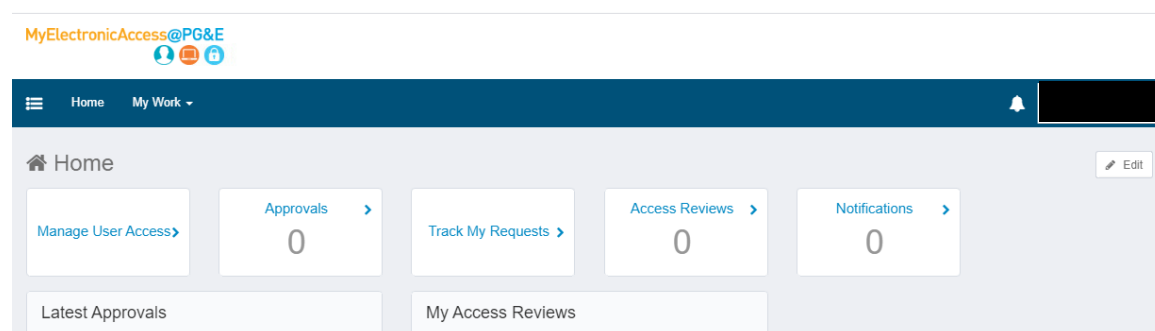 MyElectronicAccess@PG&E
Home My Work
Home
Edit
Manage User Access
Approvals
0
Track My Requests
Access Reviews
0
Notifications
0
Latest Approvals
My Access Reviews